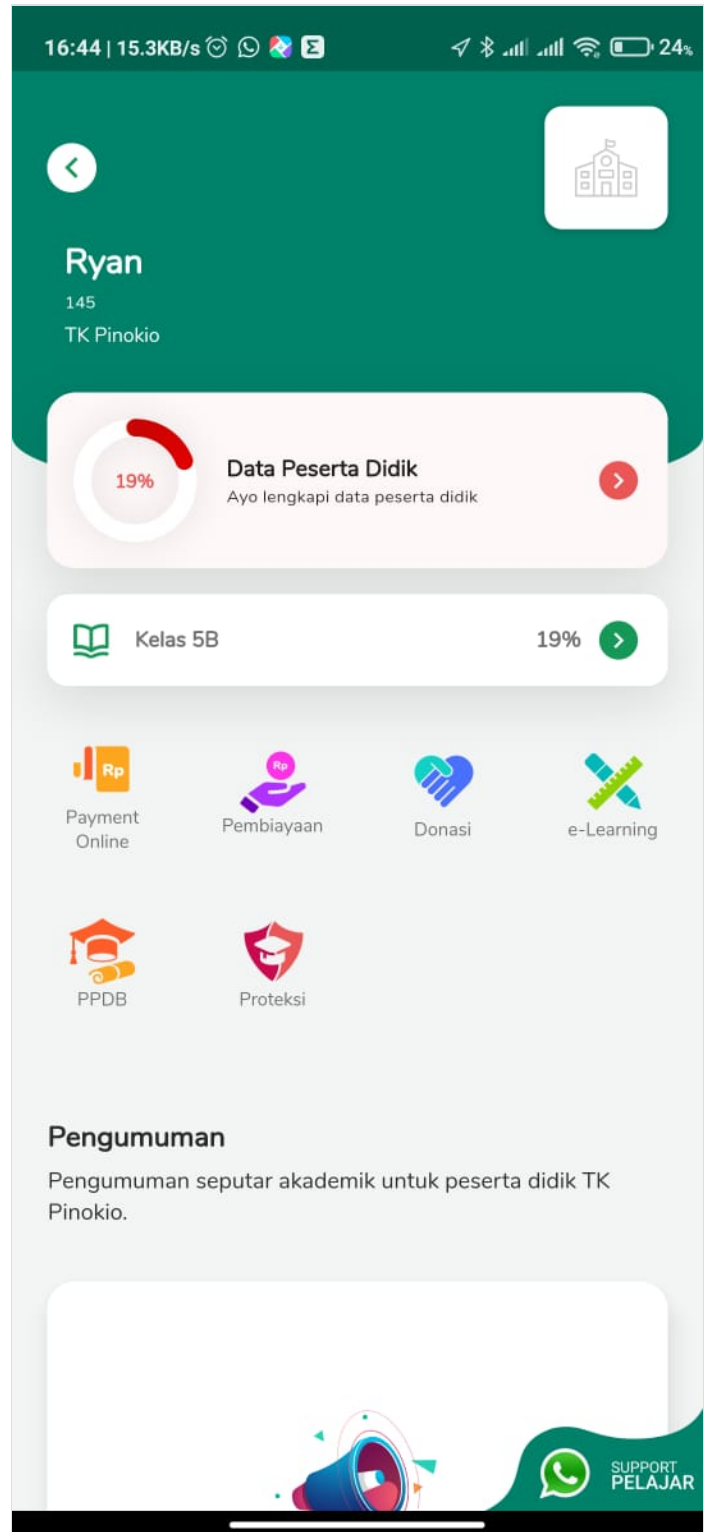 16:44 | 15.3KB/s
24%
Ryan
145
TK Pinokio
19%
Data Peserta Didik
Ayo lengkapi data peserta didik
Kelas 5B
19%
Rp
Rp
Payment
Online
Pembiayaan
Donasi
e-Learning
PPDB
Proteksi
Pengumuman
Pengumuman seputar akademik untuk peserta didik TK
Pinokio.
SUPPORT
PELAJAR